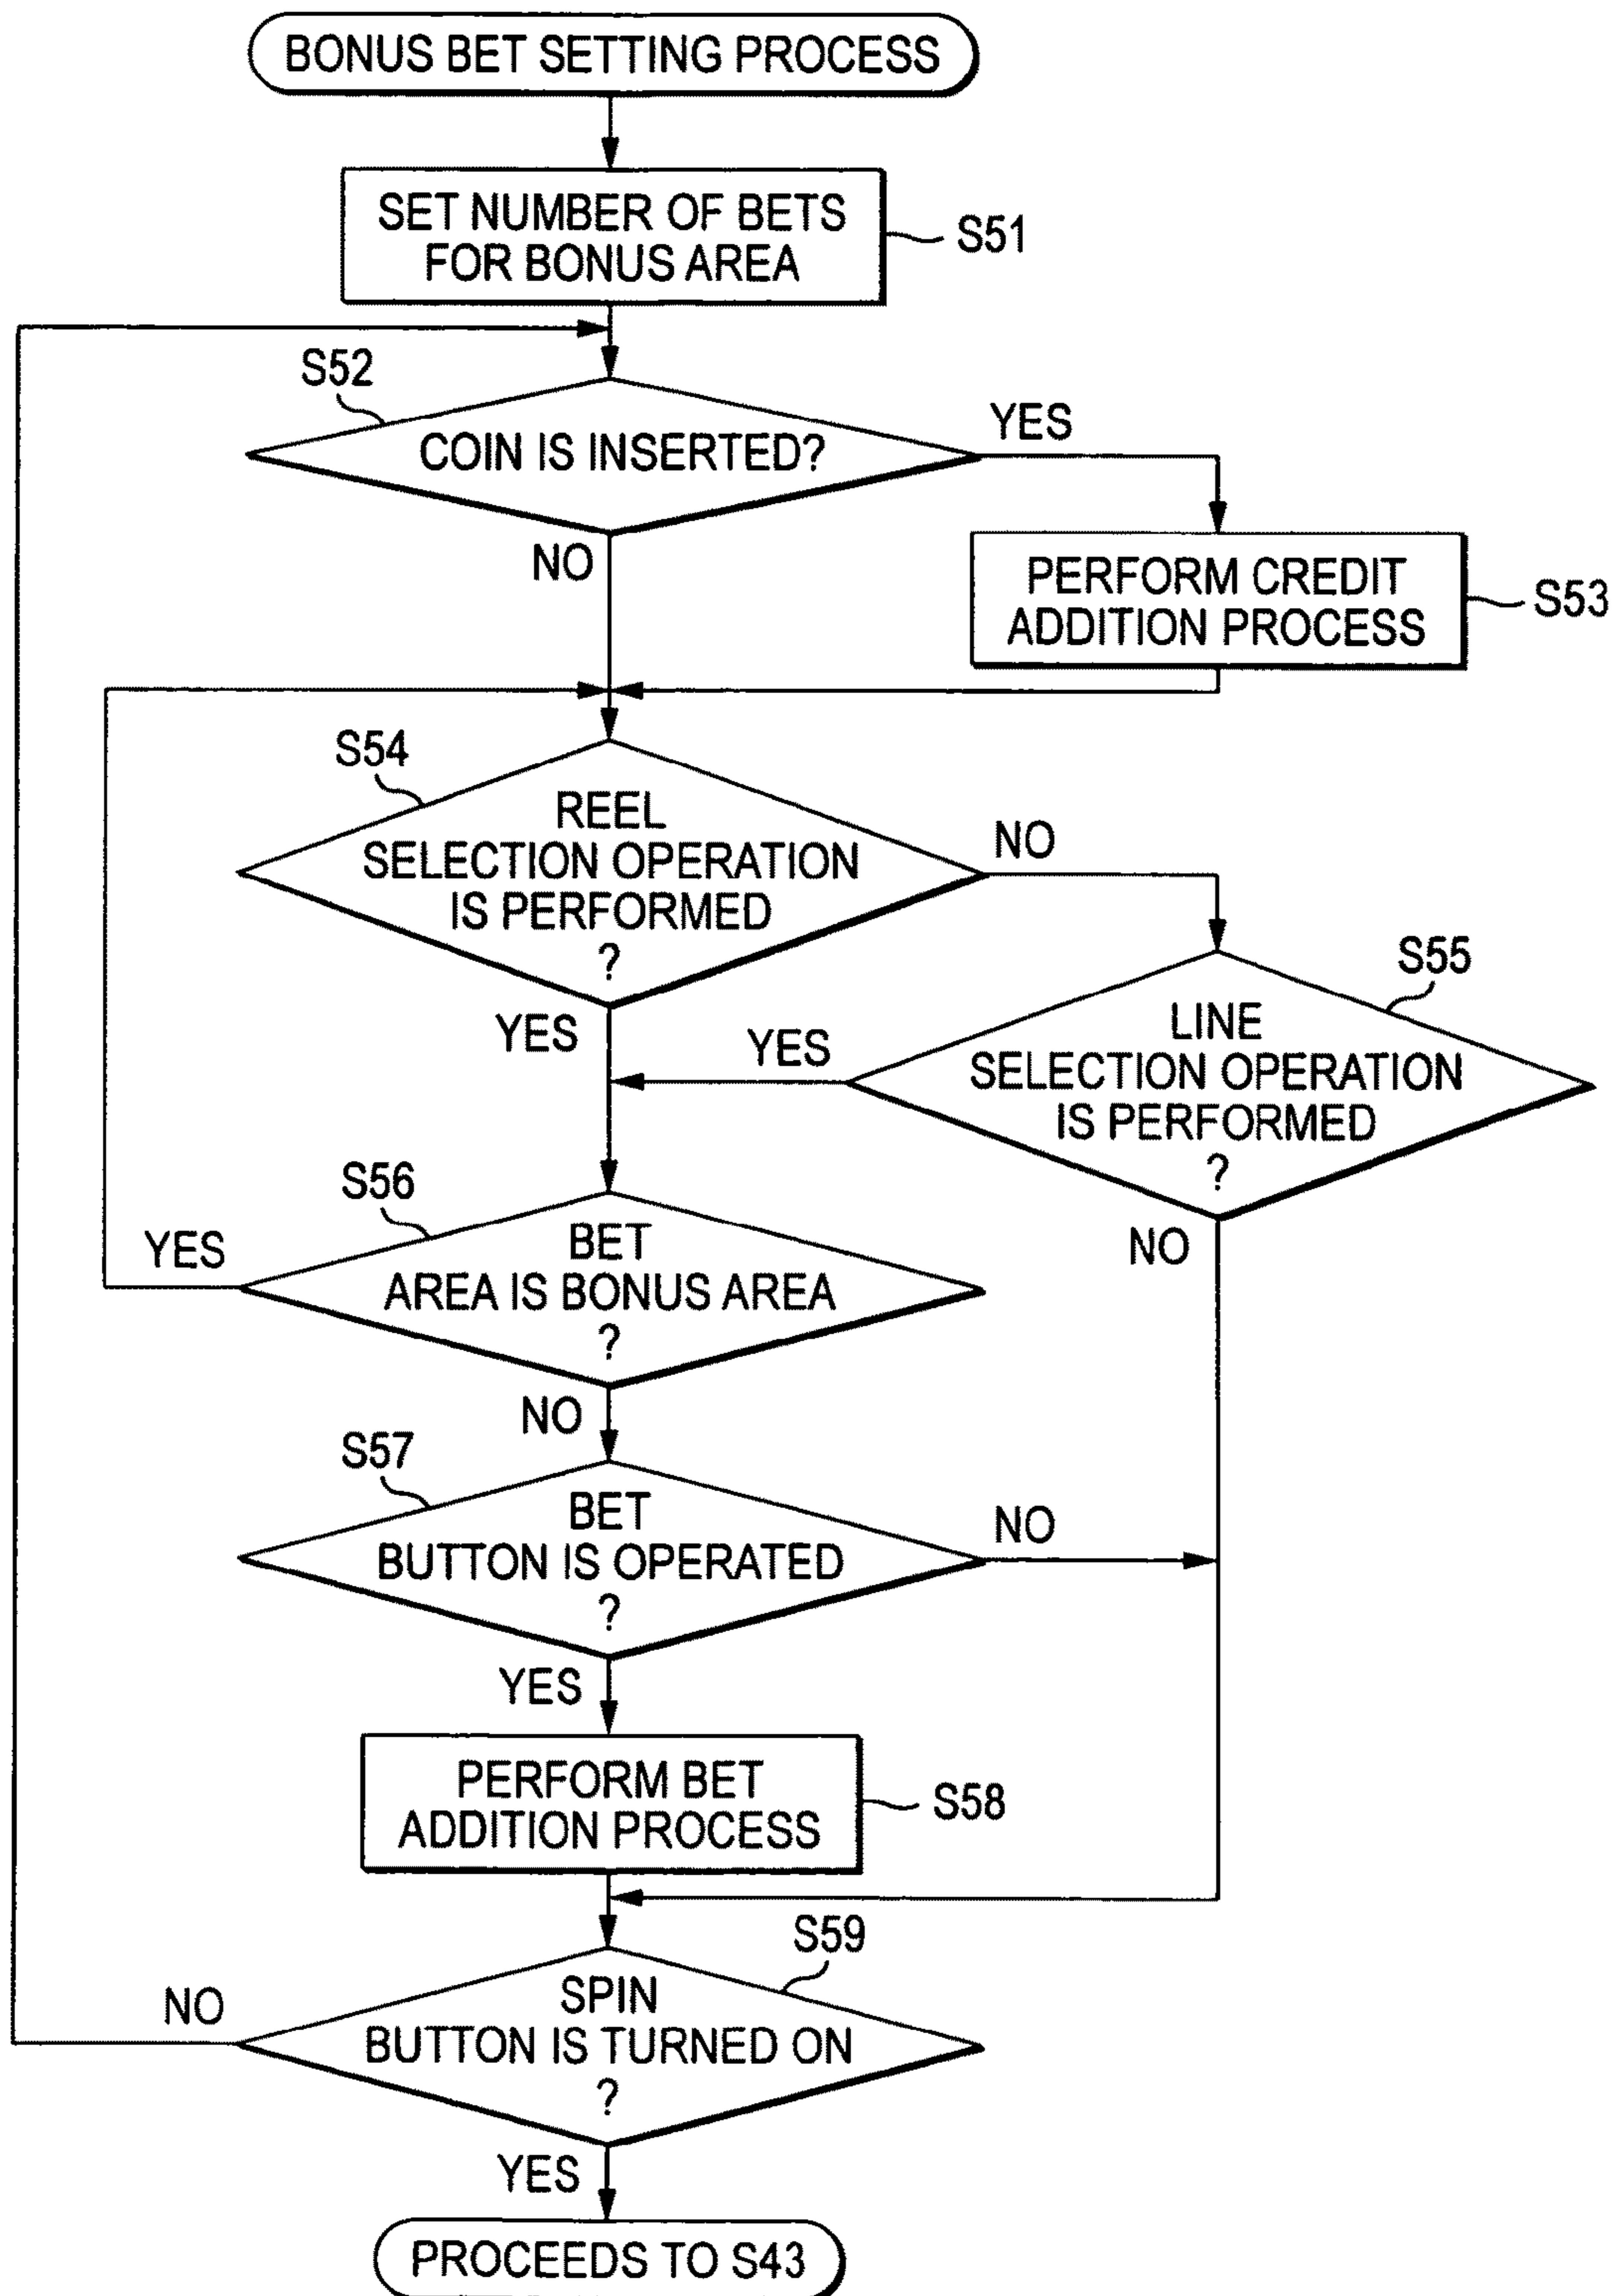 BONUS BET SETTING PROCESS
SET NUMBER OF BETS
FOR BONUS AREA
S51
S52
COIN IS INSERTED?
YES
NO
PERFORM CREDIT
ADDITION PROCESS
S53
S54
REEL
SELECTION OPERATION
IS PERFORMED
?
NO
YES
S55
LINE
SELECTION OPERATION
IS PERFORMED
?
YES
NO
S56
BET
AREA IS BONUS AREA
?
YES
NO
S57
BET
BUTTON IS OPERATED
?
NO
YES
PERFORM BET
ADDITION PROCESS
S58
S59
SPIN
BUTTON IS TURNED ON
?
NO
YES
PROCEEDS TO S43